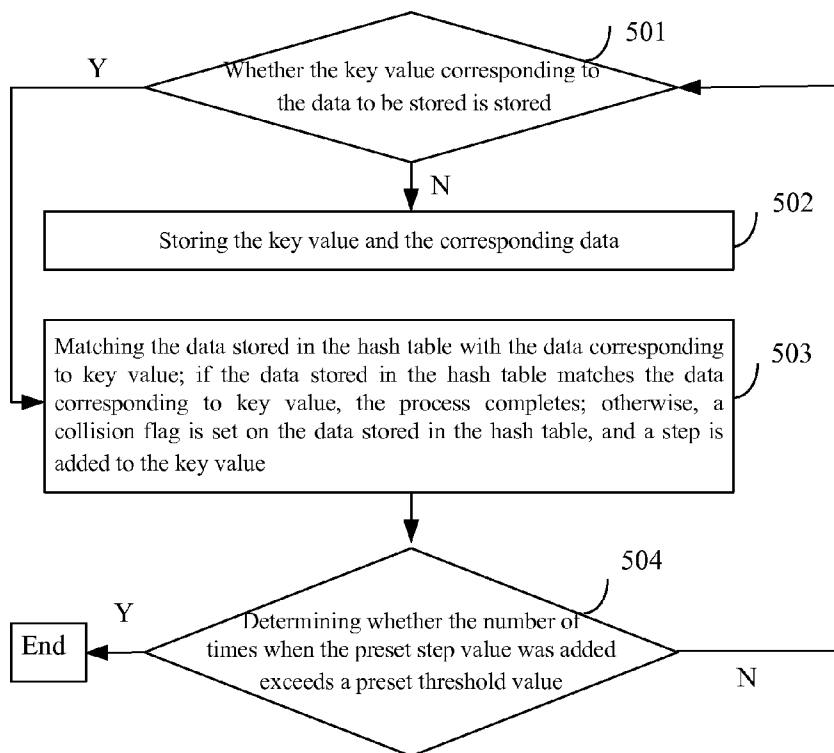 501
Y
Whether the key value corresponding to
the data to be stored is stored
N
502
Storing the key value and the corresponding data
503
Matching the data stored in the hash table with the data corresponding
to key value; if the data stored in the hash table matches the data
corresponding to key value, the process completes; otherwise, a
collision flag is set on the data stored in the hash table, and a step is
added to the key value
504
Y
End
Determining whether the number of
times when the preset step value was added
exceeds a preset threshold value
N